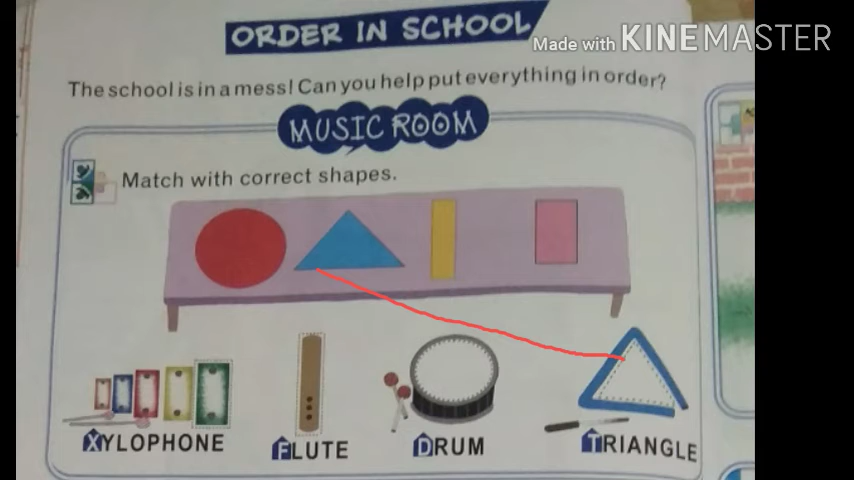 ORDER IN SCHOOL
Made with KINEMASTER
The school is in a mess! Can you help put everything in order?
MUSIC ROOM
Match with correct shapes.
XYLOPHONE
FLUTE
DRUM
TRIANGLE